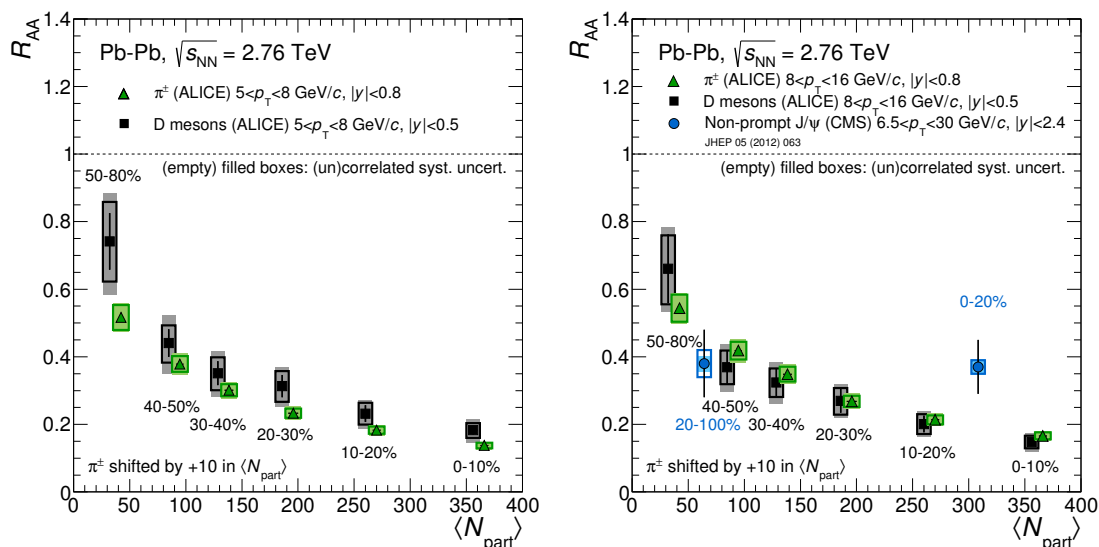 R_AA
1.4
1.2
1
0.8
0.6
0.4
0.2
0
Pb-Pb, √s_NN = 2.76 TeV
π± (ALICE) 5<p_T<8 GeV/c, |y|<0.8
D mesons (ALICE) 5<p_T<8 GeV/c, |y|<0.5
(empty) filled boxes: (un)correlated syst. uncert.
50-80%
40-50%
30-40%
20-30%
10-20%
0-10%
π± shifted by +10 in ⟨N_part⟩
0 50 100 150 200 250 300 350 400
⟨N_part⟩
R_AA
1.4
1.2
1
0.8
0.6
0.4
0.2
0
Pb-Pb, √s_NN = 2.76 TeV
π± (ALICE) 8<p_T<16 GeV/c, |y|<0.8
D mesons (ALICE) 8<p_T<16 GeV/c, |y|<0.5
Non-prompt J/ψ (CMS) 6.5<p_T<30 GeV/c, |y|<2.4
JHEP 05 (2012) 063
(empty) filled boxes: (un)correlated syst. uncert.
0-20%
50-80%
40-50%
20-100%
30-40%
20-30%
10-20%
0-10%
π± shifted by +10 in ⟨N_part⟩
0 50 100 150 200 250 300 350 400
⟨N_part⟩